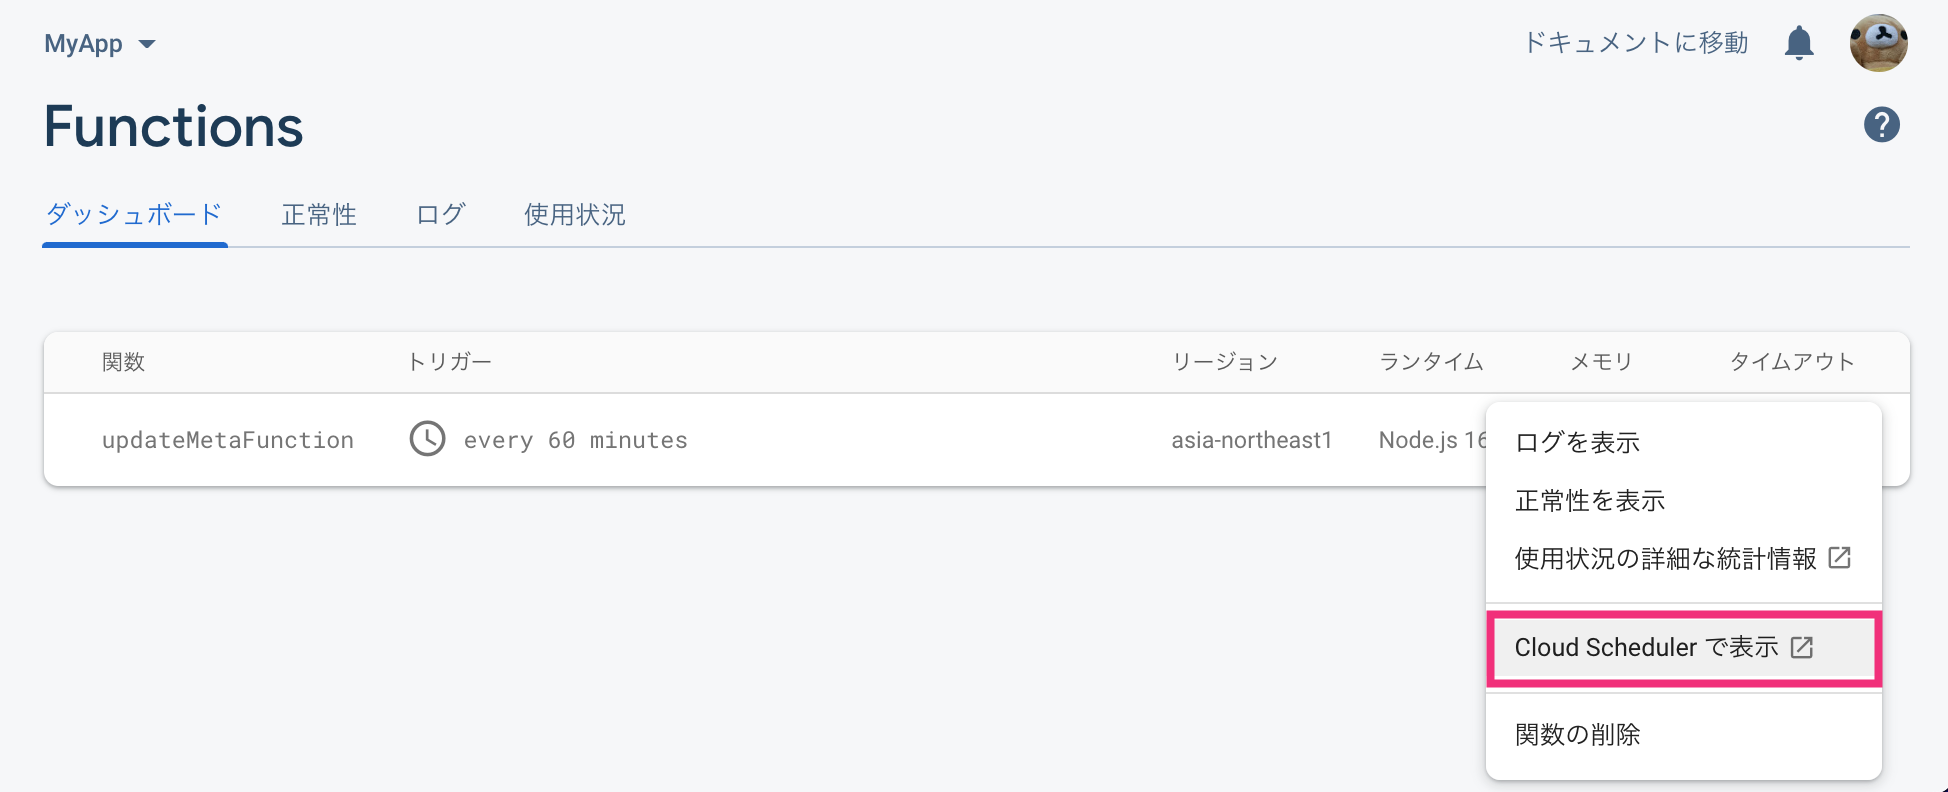 MyApp
ドキュメントに移動
Functions
?
ダッシュボード 正常性 ログ 使用状況
関数 トリガー リージョン ランタイム メモリ タイムアウト
updateMetaFunction every 60 minutes asia-northeast1 Node.js 16
ログを表示
正常性を表示
使用状況の詳細な統計情報
Cloud Scheduler で表示
関数の削除